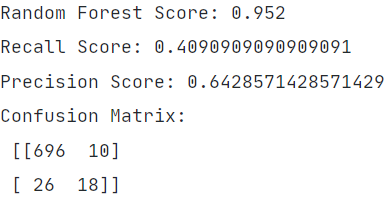 Random Forest Score: 0.952
Recall Score: 0.4090909090909091
Precision Score: 0.6428571428571429
Confusion Matrix:
 [[696  10]
 [ 26  18]]